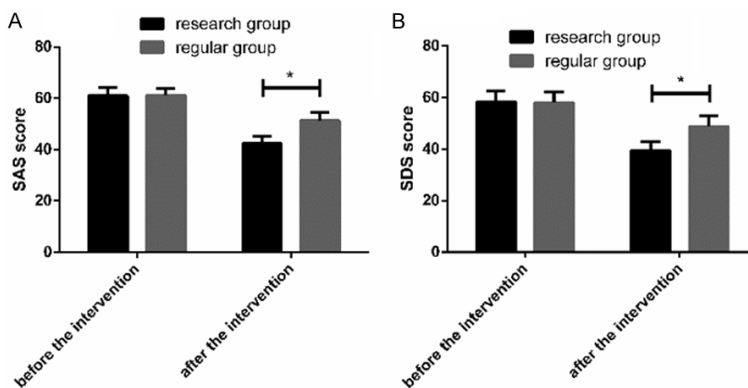 A
research group
regular group
80
60
40
20
0
SAS score
*
before the intervention
after the intervention
B
research group
regular group
80
60
40
20
0
SDS score
*
before the intervention
after the intervention